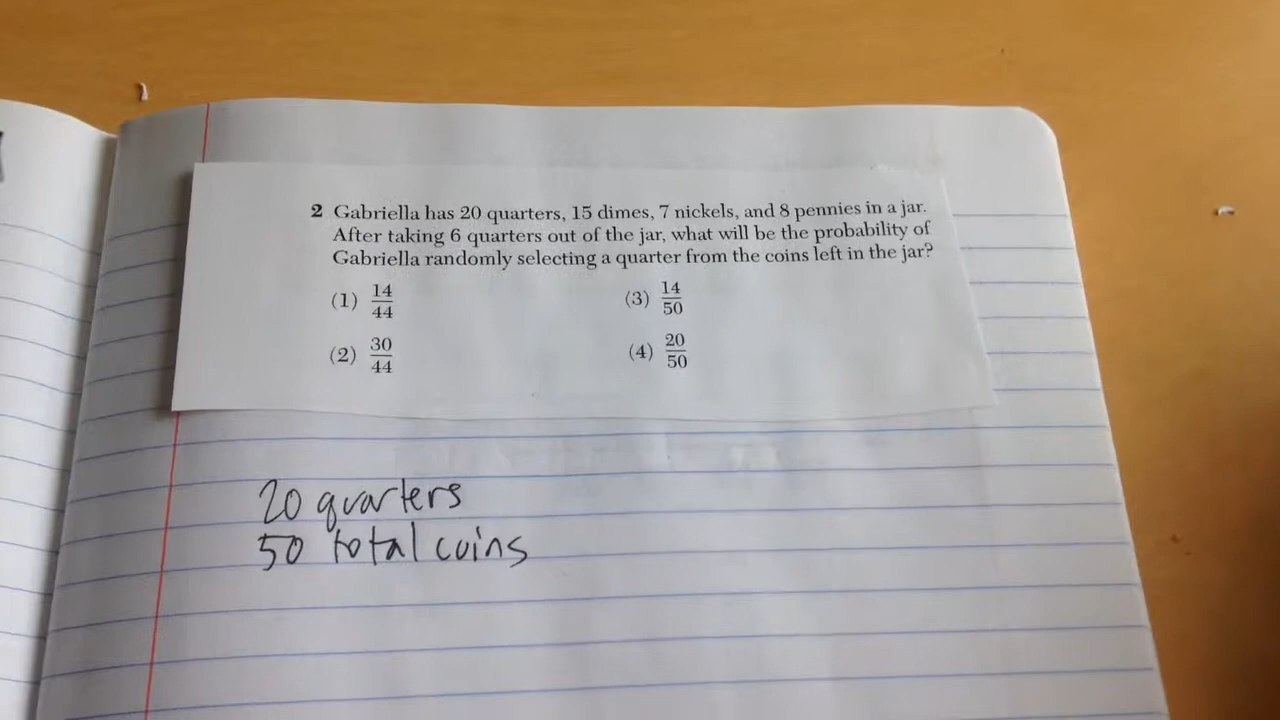 2 Gabriella has 20 quarters, 15 dimes, 7 nickels, and 8 pennies in a jar.
After taking 6 quarters out of the jar, what will be the probability of
Gabriella randomly selecting a quarter from the coins left in the jar?
(1) 14/44 (3) 14/50
(2) 30/44 (4) 20/50
20 quarters
50 total coins